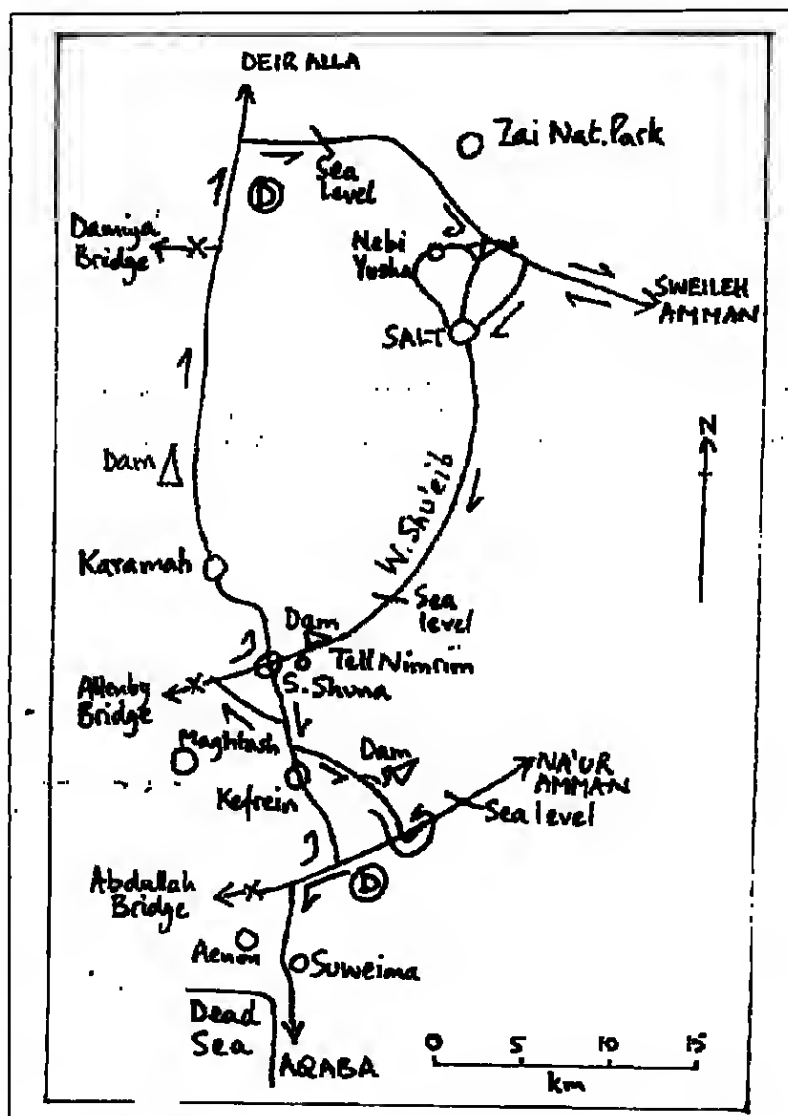 DEIR ALLA
Zai Nat. Park
Sea
level
D
Damiya
Bridge
Nebi
Yusha
SWEILEH
AMMAN
SALT
N
Dam
W. Shu'eib
Karamah
Sea
level
Dam
Tell Nimrim
S. Shuna
Allenby
Bridge
Maghtash
Dam
NA'UR
AMMAN
Kefrein
Sea level
D
Abdullah
Bridge
Aenon
Suweima
Dead
Sea
AQABA
0 5 10 15
km